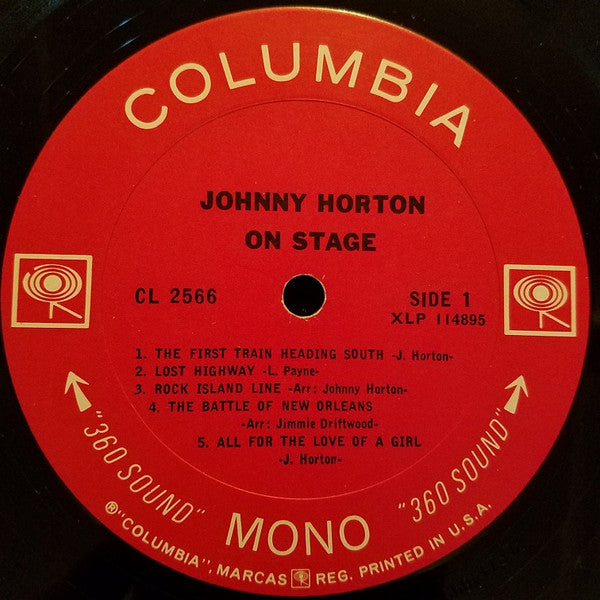 COLUMBIA
JOHNNY HORTON
ON STAGE
CL 2566
SIDE 1
XLP 114895
1. THE FIRST TRAIN HEADING SOUTH -J. Horton-
2. LOST HIGHWAY -L. Payne-
3. ROCK ISLAND LINE -Arr: Johnny Horton-
4. THE BATTLE OF NEW ORLEANS
-Arr: Jimmie Driftwood-
5. ALL FOR THE LOVE OF A GIRL
-J. Horton-
"360 SOUND"
MONO
"360 SOUND"
®"COLUMBIA", MARCAS REG. PRINTED IN U.S.A.